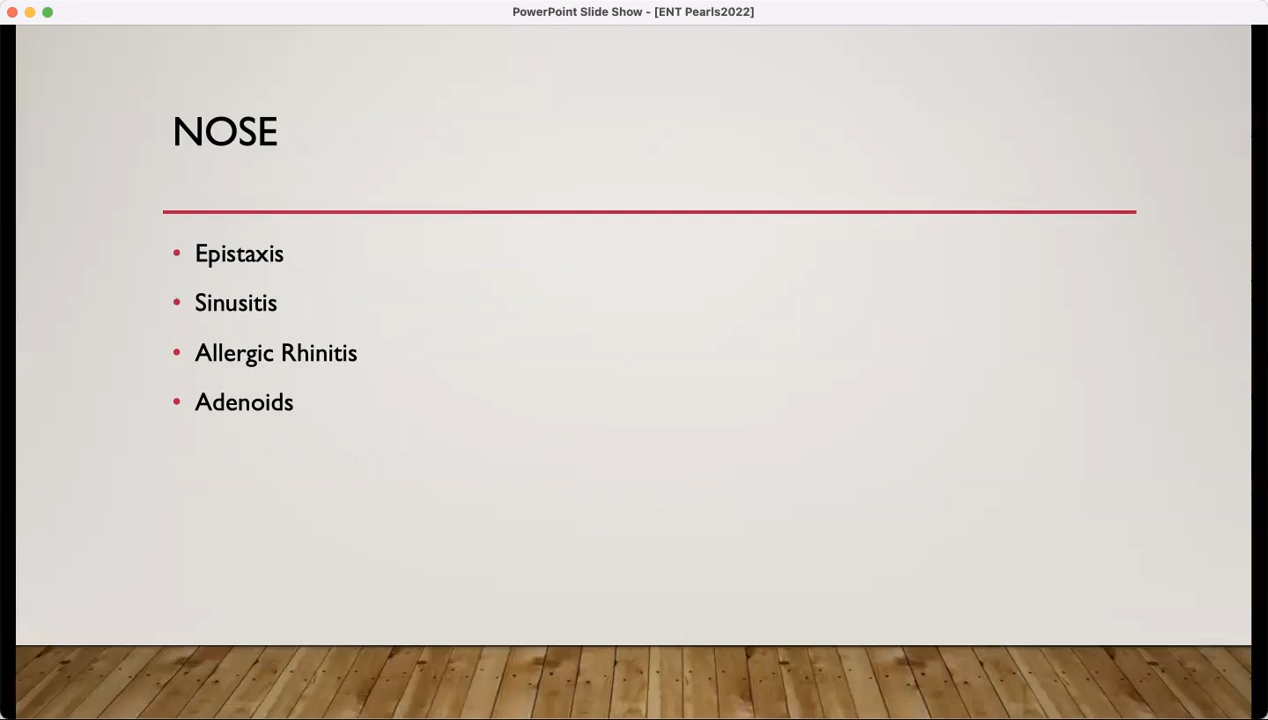 PowerPoint Slide Show - [ENT Pearls2022]
NOSE
• Epistaxis
• Sinusitis
• Allergic Rhinitis
• Adenoids